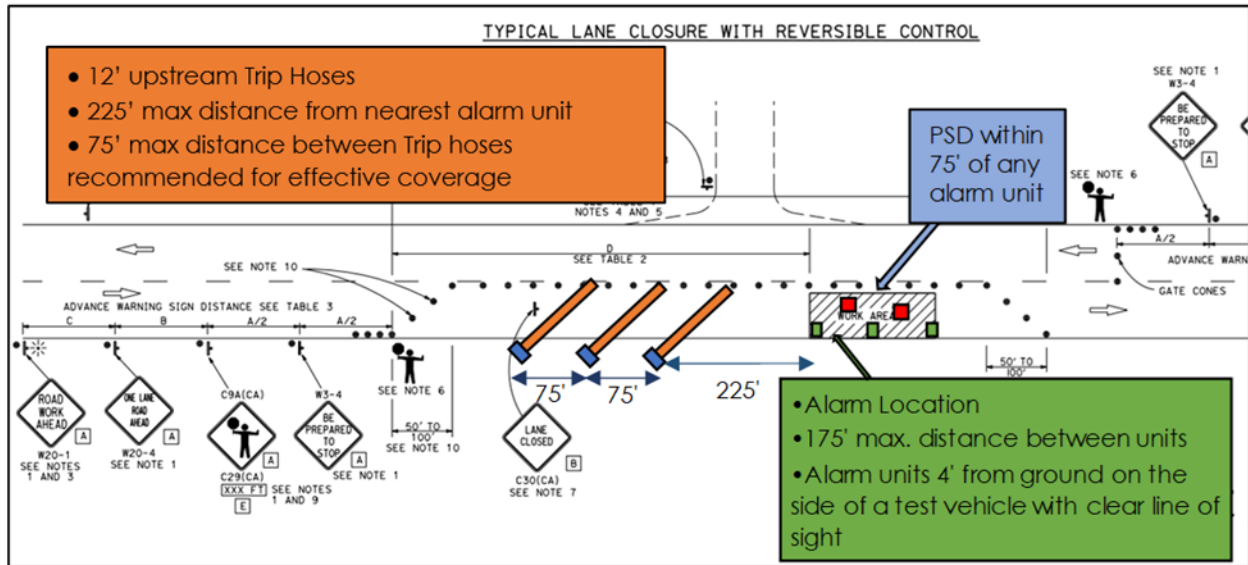 TYPICAL LANE CLOSURE WITH REVERSIBLE CONTROL
• 12' upstream Trip Hoses
• 225' max distance from nearest alarm unit
• 75' max distance between Trip hoses
recommended for effective coverage
NOTES 4 AND 5
PSD within
75' of any
alarm unit
SEE NOTE 1
W3-4
BE
PREPARED
TO
STOP
A
SEE NOTE 6
A/2
ADVANCE WARN
GATE CONES
D
SEE TABLE 2
SEE NOTE 10
ADVANCE WARNING SIGN DISTANCE SEE TABLE 3
C
B
A/2
A/2
WORK AREA
SEE NOTE 6
50' TO
100'
SEE NOTE 10
75'
75'
225'
50' TO
100'
ROAD
WORK
AHEAD
A
W20-1
SEE NOTES
1 AND 3
ONE LANE
ROAD
AHEAD
A
W20-4
SEE NOTE 1
C9A(CA)
A
C29(CA)
XXX FT
SEE NOTES
1 AND 9
E
W3-4
BE
PREPARED
TO
STOP
A
SEE NOTE 1
LANE
CLOSED
B
C30(CA)
SEE NOTE 7
•Alarm Location
•175' max. distance between units
•Alarm units 4' from ground on the
side of a test vehicle with clear line of
sight